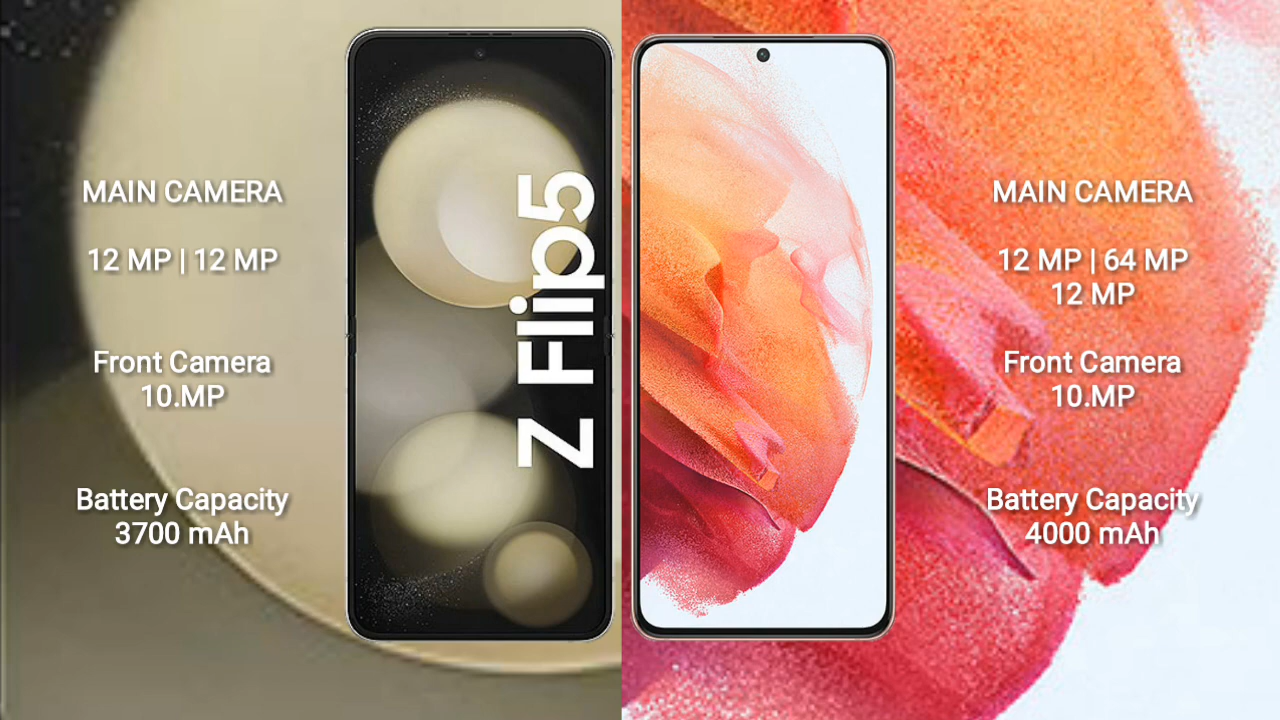 MAIN CAMERA
12 MP | 12 MP
Front Camera
10.MP
Battery Capacity
3700 mAh
Z Flip5
MAIN CAMERA
12 MP | 64 MP
12 MP
Front Camera
10.MP
Battery Capacity
4000 mAh